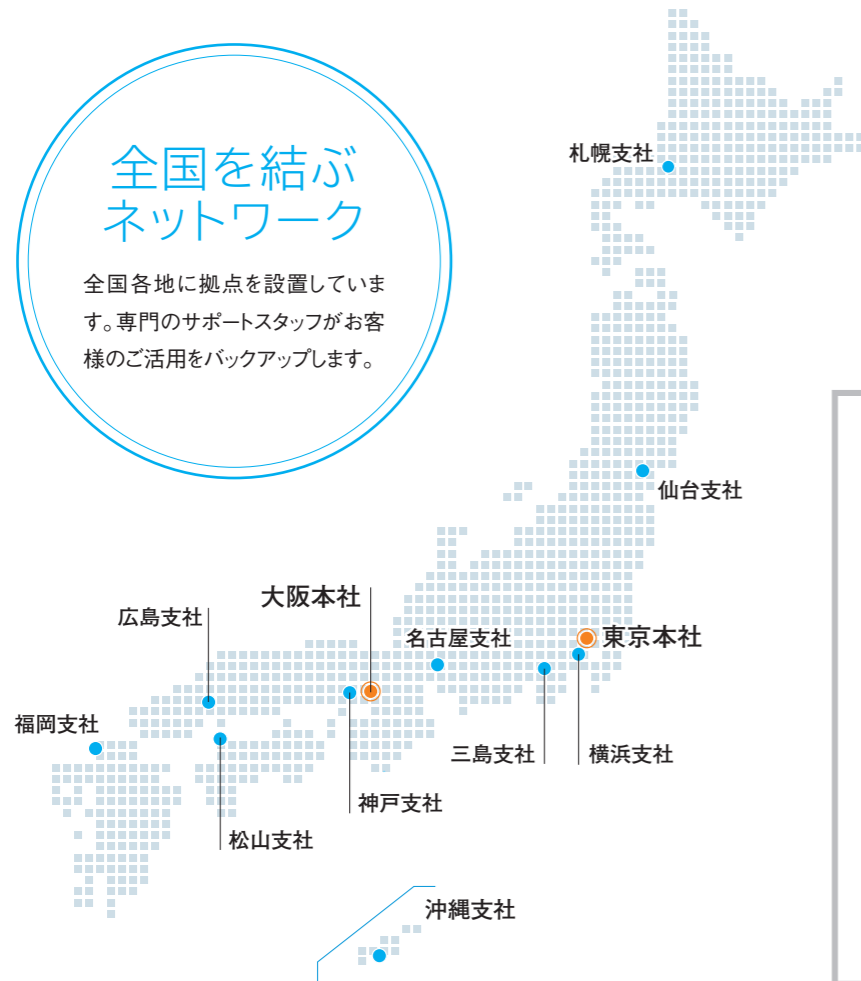 全国を結ぶ
ネットワーク
全国各地に拠点を設置していま
す。専門のサポートスタッフがお客
様のご活用をバックアップします。
札幌支社
仙台支社
大阪本社
広島支社
名古屋支社
東京本社
福岡支社
三島支社
横浜支社
神戸支社
松山支社
沖縄支社